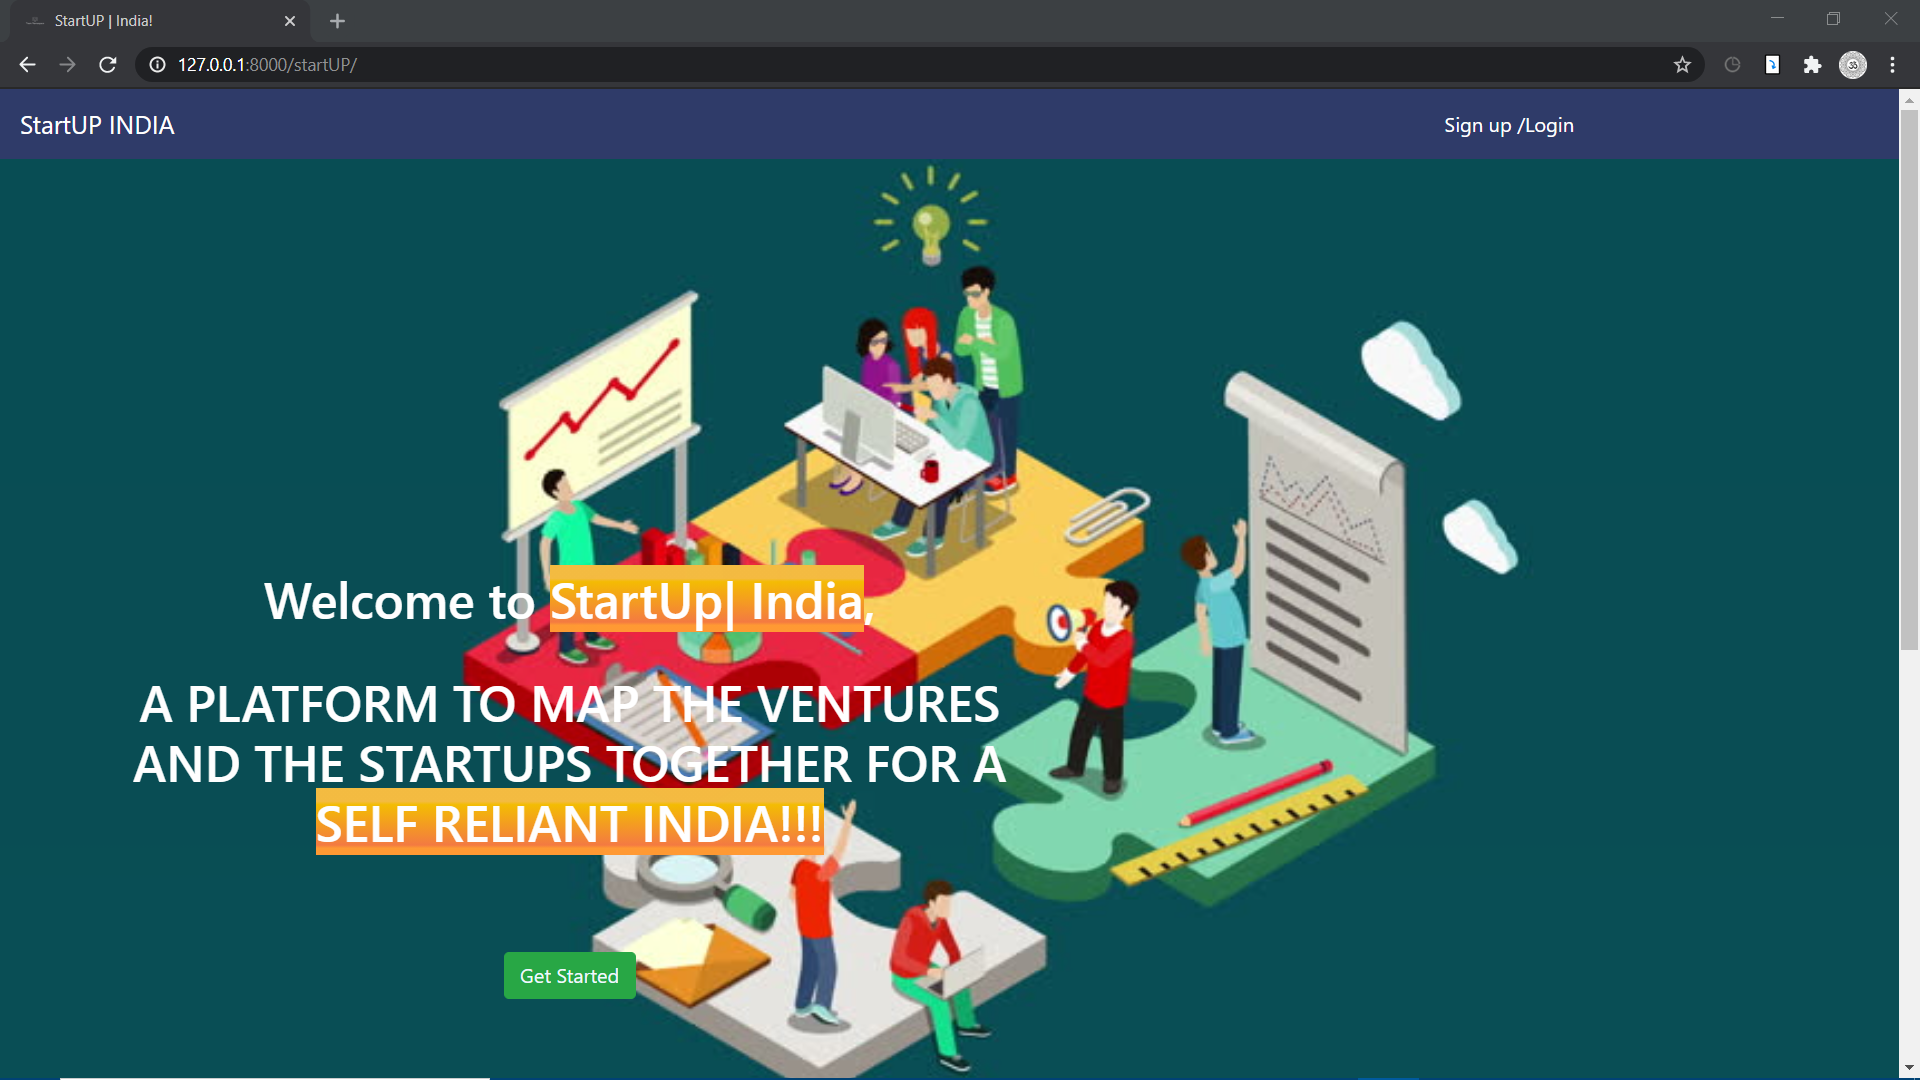 StartUP | India!
127.0.0.1:8000/startUP/
StartUP INDIA
Sign up /Login
Welcome to StartUp| India,
A PLATFORM TO MAP THE VENTURES
AND THE STARTUPS TOGETHER FOR A
SELF RELIANT INDIA!!!
Get Started